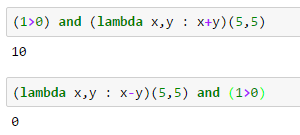 (1>0) and (lambda x,y : x+y)(5,5)
10
(lambda x,y : x-y)(5,5) and (1>0)
0